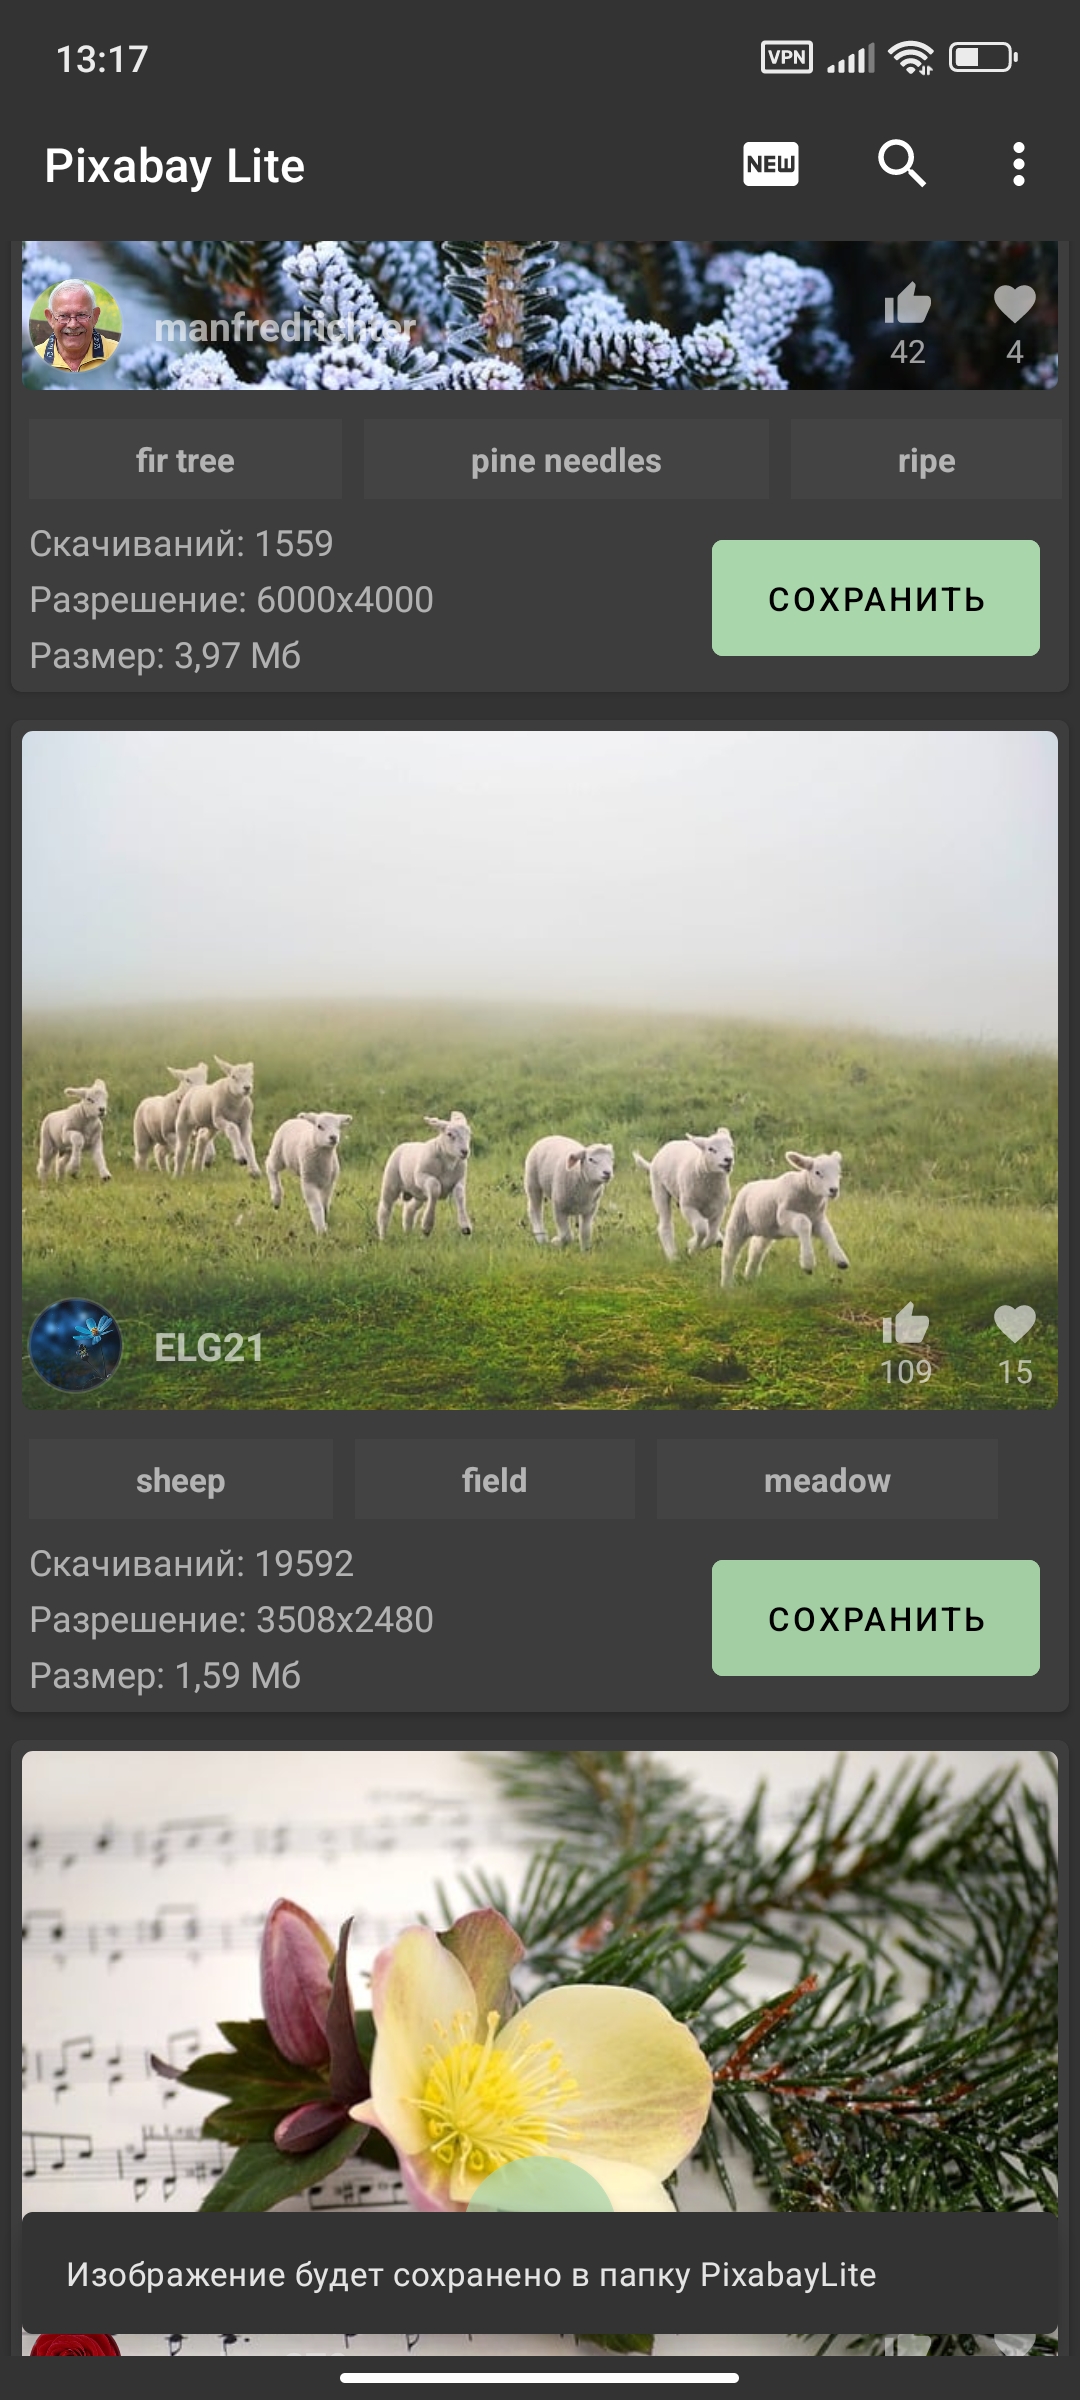 13:17
VPN
Pixabay Lite
NEW
manfredrichter
42
4
fir tree
pine needles
ripe
Скачиваний: 1559
Разрешение: 6000x4000
Размер: 3,97 Мб
СОХРАНИТЬ
ELG21
109
15
sheep
field
meadow
Скачиваний: 19592
Разрешение: 3508x2480
Размер: 1,59 Мб
СОХРАНИТЬ
Изображение будет сохранено в папку PixabayLite